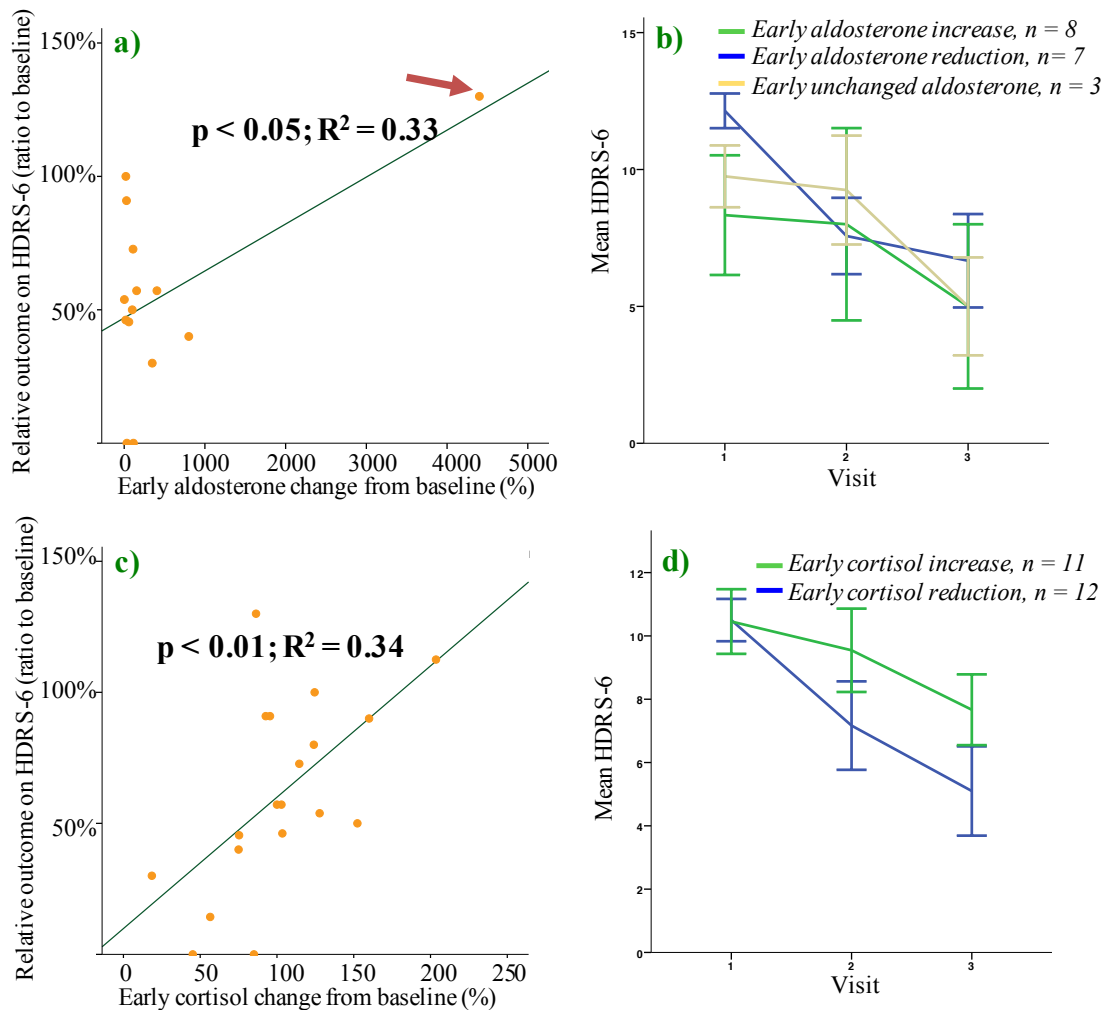 a)
150%
100%
50%
p < 0.05; R² = 0.33
Relative outcome on HDRS-6 (ratio to baseline)
0 1000 2000 3000 4000 5000
Early aldosterone change from baseline (%)
b)
Early aldosterone increase, n = 8
Early aldosterone reduction, n= 7
Early unchanged aldosterone, n = 3
15
10
5
0
Mean HDRS-6
1 2 3
Visit
c)
150%
100%
50%
p < 0.01; R² = 0.34
Relative outcome on HDRS-6 (ratio to baseline)
0 50 100 150 200 250
Early cortisol change from baseline (%)
d)
Early cortisol increase, n = 11
Early cortisol reduction, n = 12
12
10
8
6
4
2
0
Mean HDRS-6
1 2 3
Visit